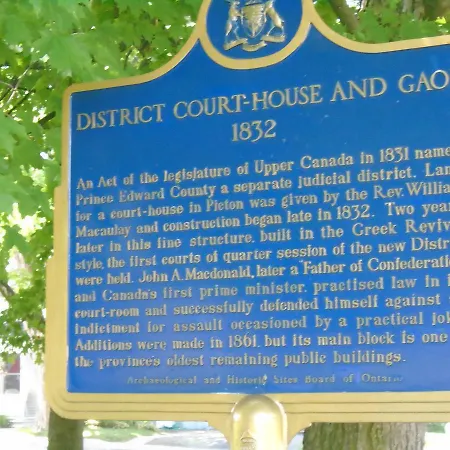 DISTRICT COURT-HOUSE AND GAO
1832
An Act of the legislature of Upper Canada in 1831 name
Prince Edward County a separate judicial district. Lan
for a court-house in Picton was given by the Rev. Willia
Macaulay and construction began late in 1832. Two year
later in this fine structure, built in the Greek Reviv
style, the first courts of quarter session of the new Distr
were held. John A. Macdonald, later a Father of Confederatio
and Canada's first prime minister, practised law in i
court-room and successfully defended himself against
indictment for assault occasioned by a practical jok
Additions were made in 1861, but its main block is one
the province's oldest remaining public buildings.
Archaeological and Historic Sites Board of Ontario